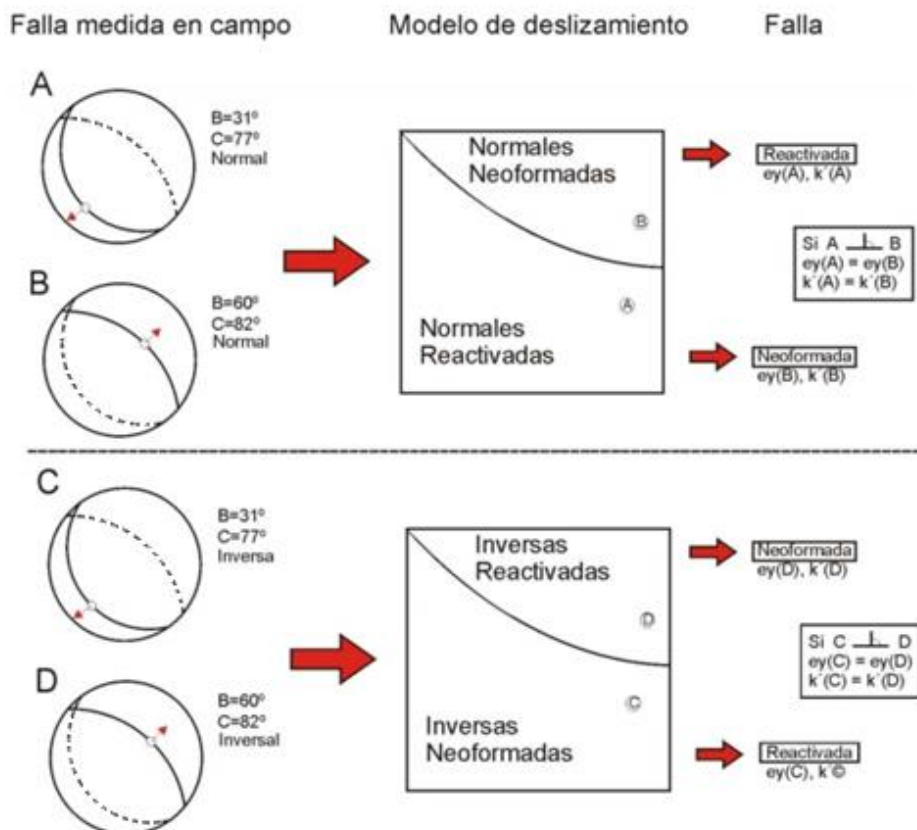 Falla medida en campo
Modelo de deslizamiento
Falla
A
B=31º
C=77º
Normal
B
B=60º
C=82º
Normal
Normales
Neoformadas
B
A
Normales
Reactivadas
Reactivada
ey(A), k´(A)
Si A B
ey(A) = ey(B)
k´(A) = k´(B)
Neoformada
ey(B), k´(B)
C
B=31º
C=77º
Inversa
D
B=60º
C=82º
Inversal
Inversas
Reactivadas
D
C
Inversas
Neoformadas
Neoformada
ey(D), k´(D)
Si C D
ey(C) = ey(D)
k´(C) = k´(D)
Reactivada
ey(C), k´©